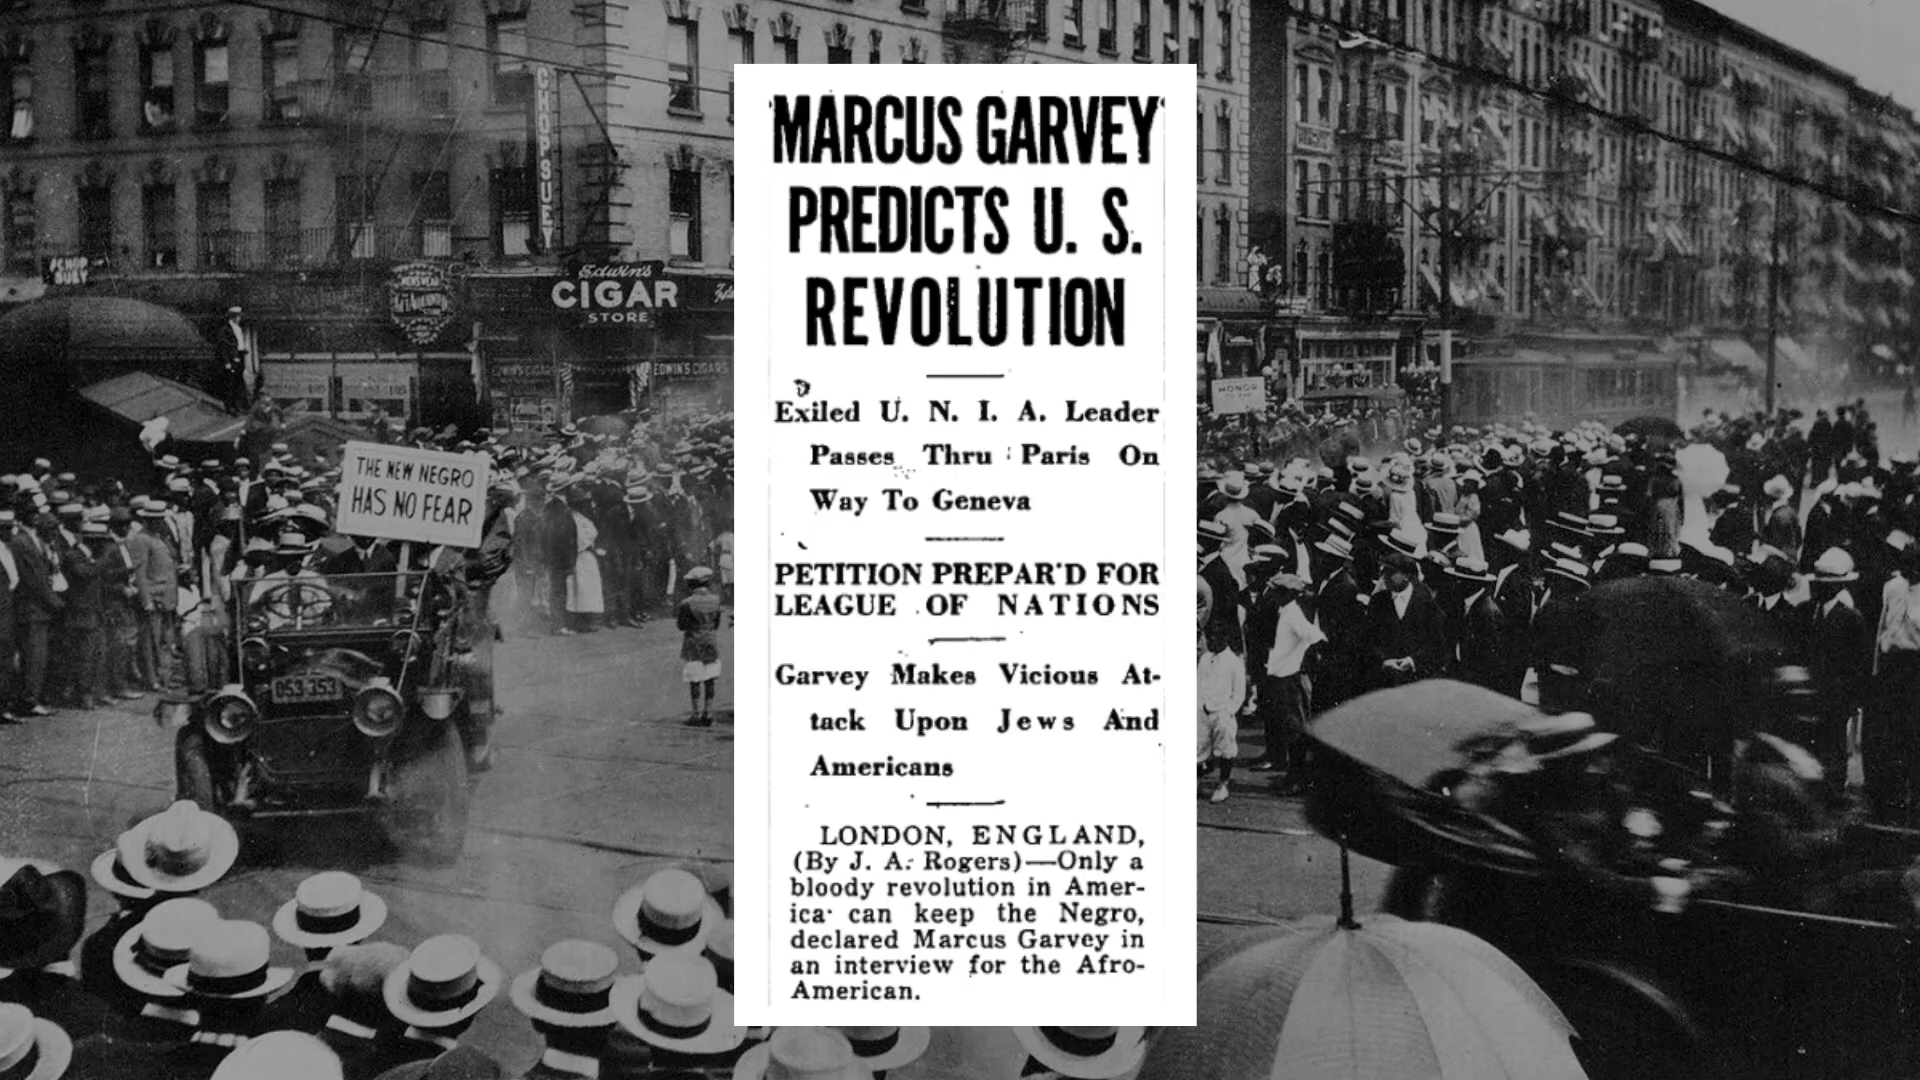 MARCUS GARVEY
PREDICTS U. S.
REVOLUTION
Exiled U. N. I. A. Leader
Passes Thru Paris On
Way To Geneva
PETITION PREPAR'D FOR
LEAGUE OF NATIONS
Garvey Makes Vicious At-
tack Upon Jews And
Americans
LONDON, ENGLAND,
(By J. A. Rogers)—Only a
bloody revolution in Amer-
ica can keep the Negro,
declared Marcus Garvey in
an interview for the Afro-
American.
CHOP SUEY
CHOP
SUEY
Edwin's
CIGAR
STORE
EDWIN'S CIGARS
THE NEW NEGRO
HAS NO FEAR
053-353
HONOR